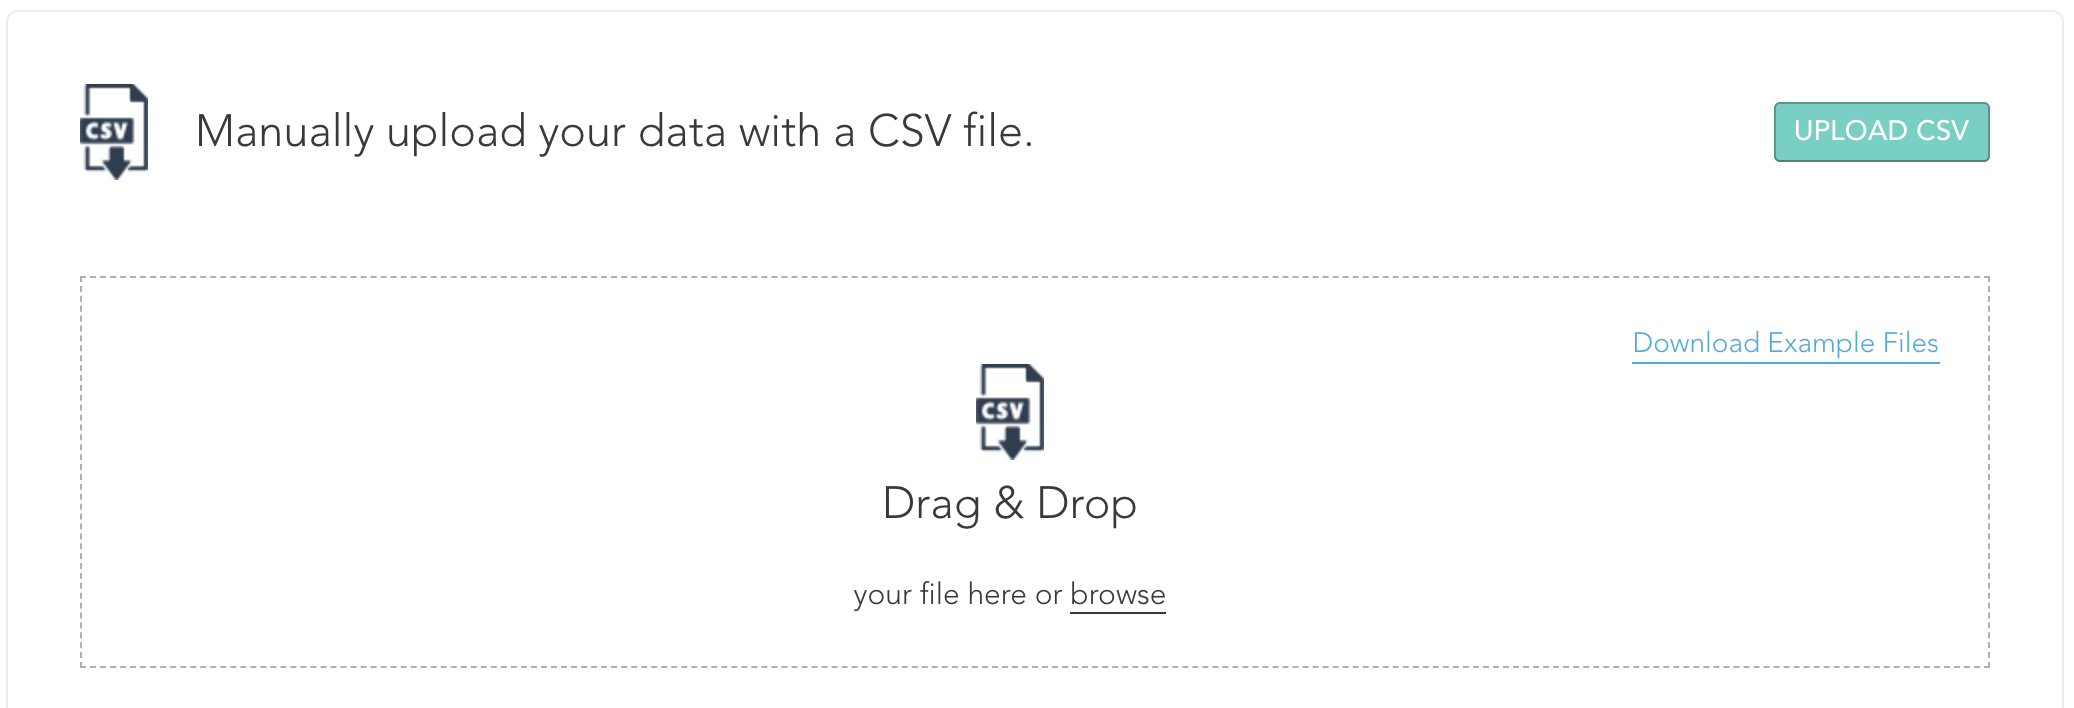 CSV
Manually upload your data with a CSV file.
UPLOAD CSV
Download Example Files
CSV
Drag & Drop
your file here or browse